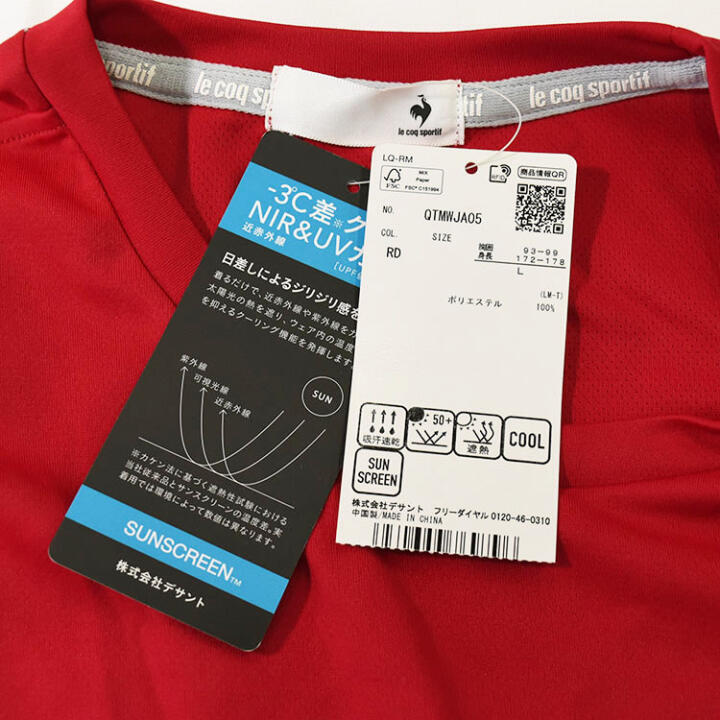 sportif
le coq sportif
tif
le coq sportif
le coq sportif
-3℃差※ク
NIR&UVカ
近赤外線
[UPF
日差しによるジリジリ感を
着るだけで、近赤外線や紫外線をカ
太陽光の熱を遮り、ウェア内の温度
を抑えるクーリング機能を発揮します
紫外線
可視光線
近赤外線
SUN
※カケン法に基づく遮熱性試験における
当社従来品とサンスクリーンの温度差。実
着用では環境によって数値は異なります。
SUNSCREEN™
株式会社デサント
LQ-RM
FSC
MIX
Paper
FSC® C151994
RFID
商品情報QR
NO. QTMWJA05
COL. SIZE
RD
胸囲 93-99
身長 172-178
L
(LM-T)
ポリエステル 100%
吸汗速乾
50+
遮熱
COOL
SUN
SCREEN
株式会社デサント フリーダイヤル 0120-46-0310
中国製/MADE IN CHINA